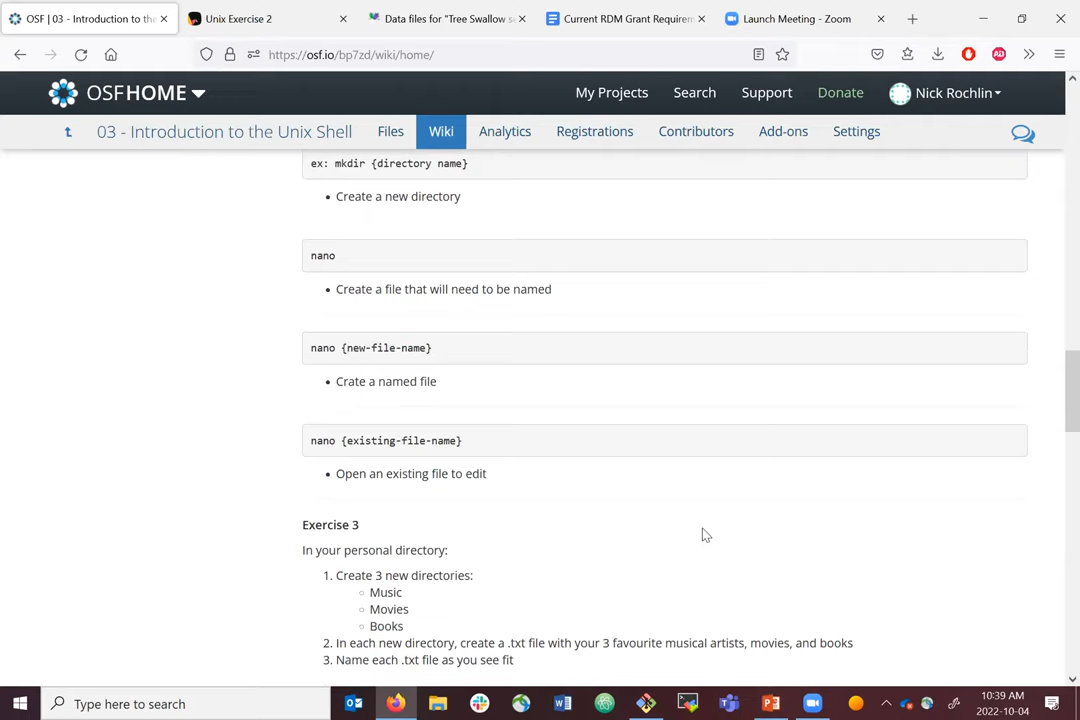 OSF | 03 - Introduction to the
Unix Exercise 2
Data files for "Tree Swallow s
Current RDM Grant Requirem
Launch Meeting - Zoom
https://osf.io/bp7zd/wiki/home/
OSFHOME
My Projects
Search
Support
Donate
Nick Rochlin
03 - Introduction to the Unix Shell
Files
Wiki
Analytics
Registrations
Contributors
Add-ons
Settings
ex: mkdir {directory name}
• Create a new directory
nano
• Create a file that will need to be named
nano {new-file-name}
• Crate a named file
nano {existing-file-name}
• Open an existing file to edit
Exercise 3
In your personal directory:
1. Create 3 new directories:
○ Music
○ Movies
○ Books
2. In each new directory, create a .txt file with your 3 favourite musical artists, movies, and books
3. Name each .txt file as you see fit
Type here to search
10:39 AM
2022-10-04